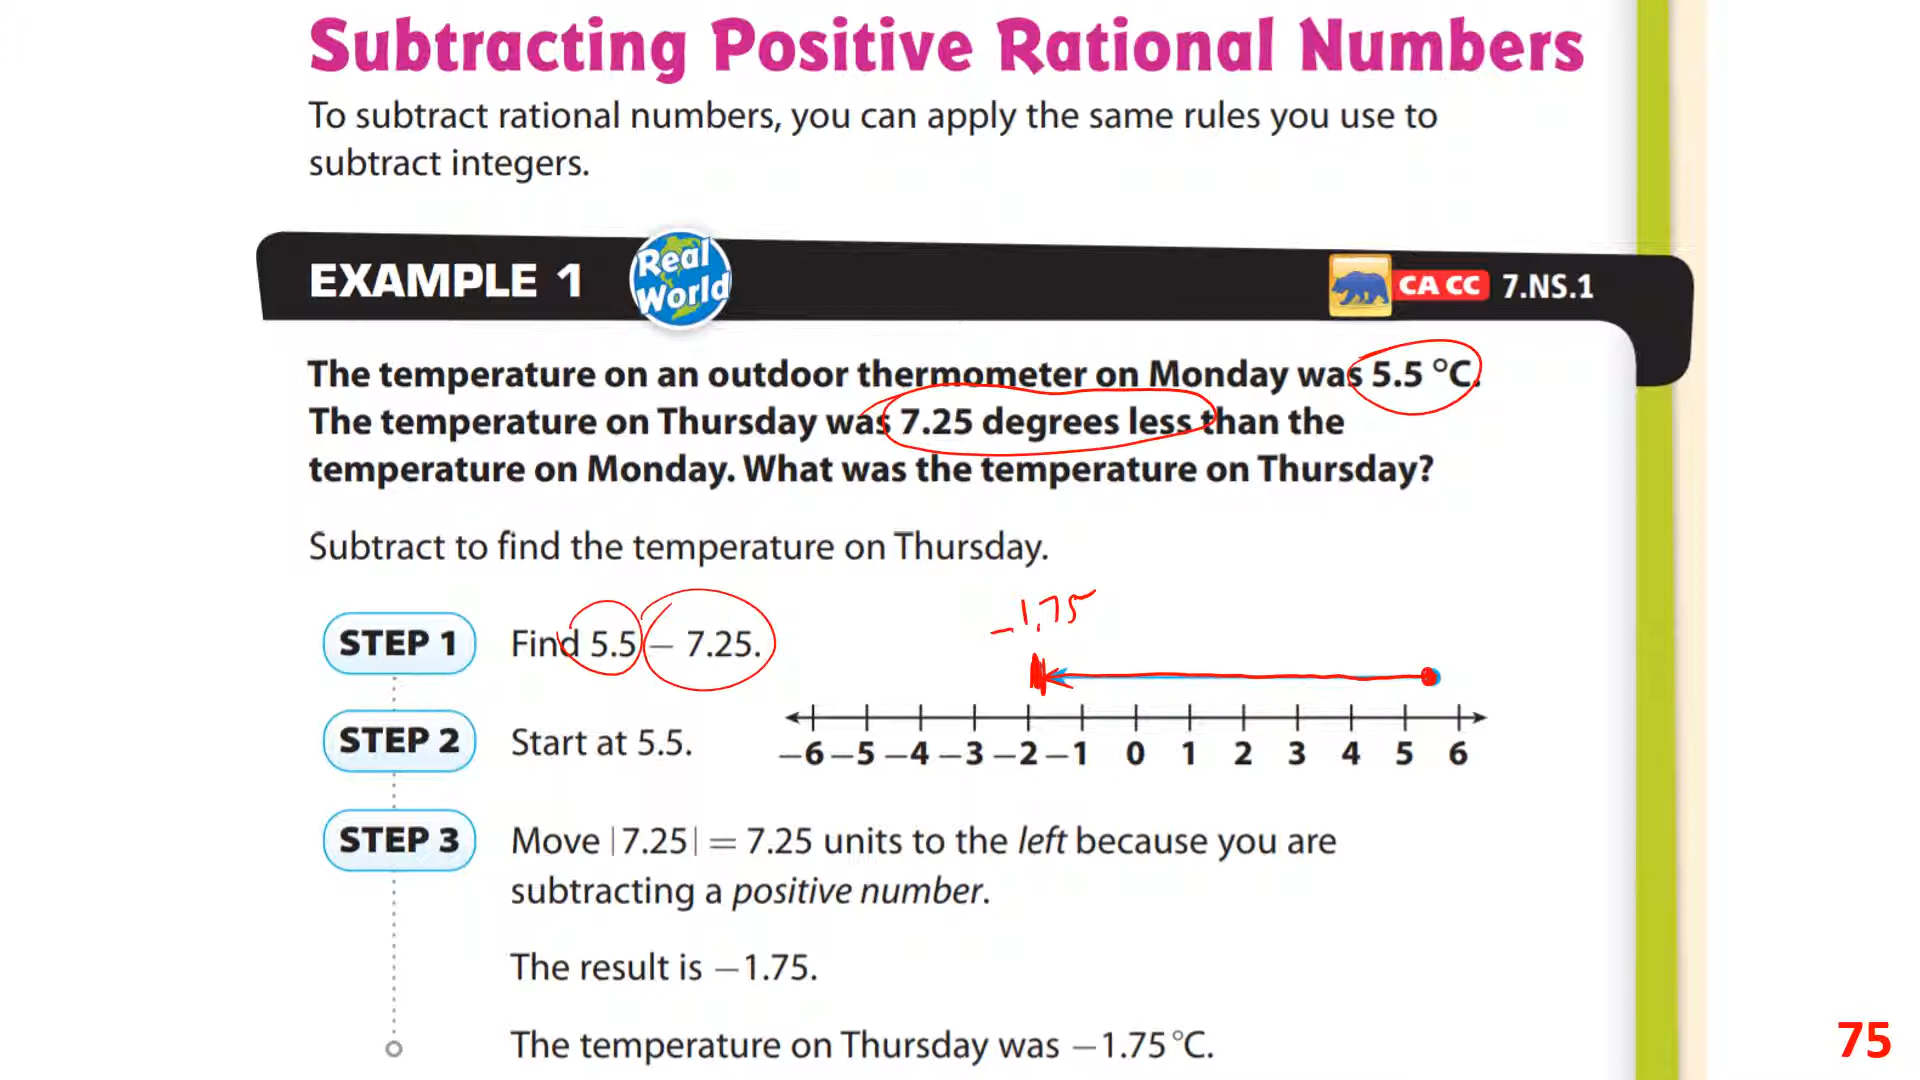 Subtracting Positive Rational Numbers
To subtract rational numbers, you can apply the same rules you use to
subtract integers.
EXAMPLE 1 Real World CA CC 7.NS.1
The temperature on an outdoor thermometer on Monday was 5.5 °C.
The temperature on Thursday was 7.25 degrees less than the
temperature on Monday. What was the temperature on Thursday?
Subtract to find the temperature on Thursday.
−1.75
STEP 1 Find 5.5 − 7.25.
STEP 2 Start at 5.5.
−6 −5 −4 −3 −2 −1 0 1 2 3 4 5 6
STEP 3 Move |7.25| = 7.25 units to the left because you are
subtracting a positive number.
The result is −1.75.
The temperature on Thursday was −1.75 °C.
75